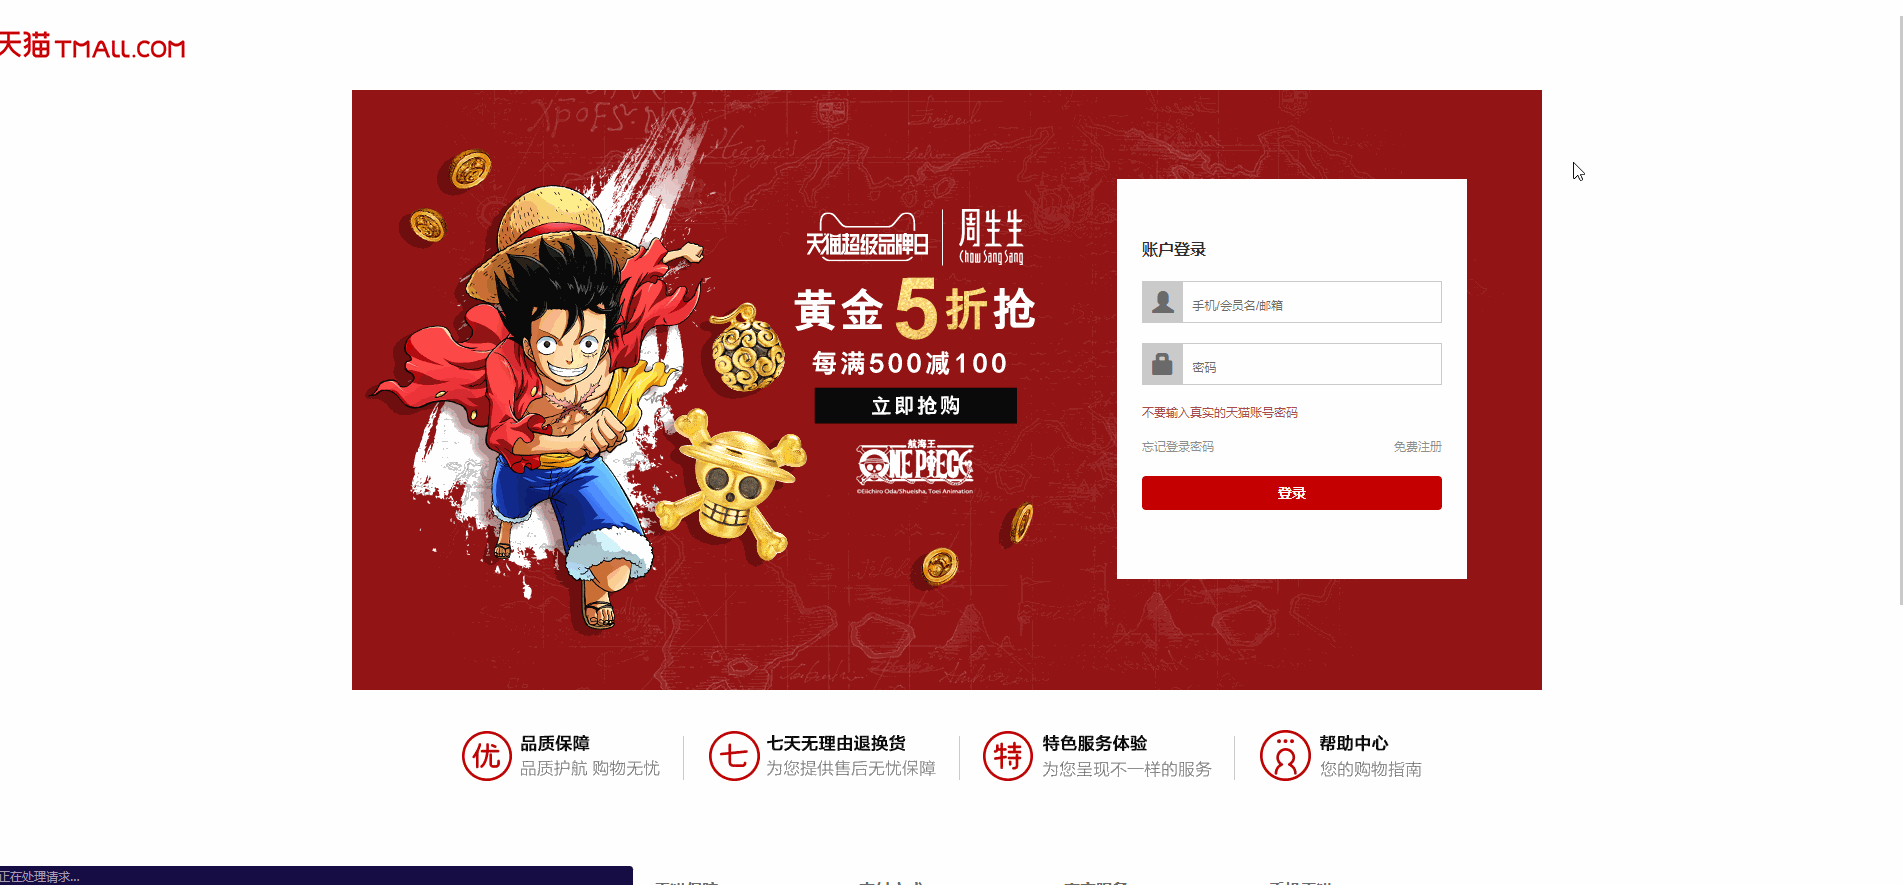 天猫 TMALL.COM
天猫超级品牌日
周生生
Chow Sang Sang
黄金5折抢
每满500减100
立即抢购
航海王
ONE PIECE
©Eiichiro Oda/Shueisha, Toei Animation
账户登录
手机/会员名/邮箱
密码
不要输入真实的天猫账号密码
忘记登录密码
免费注册
登录
优
品质保障
品质护航 购物无忧
七
七天无理由退换货
为您提供售后无忧保障
特
特色服务体验
为您呈现不一样的服务
帮助中心
您的购物指南
正在处理请求...